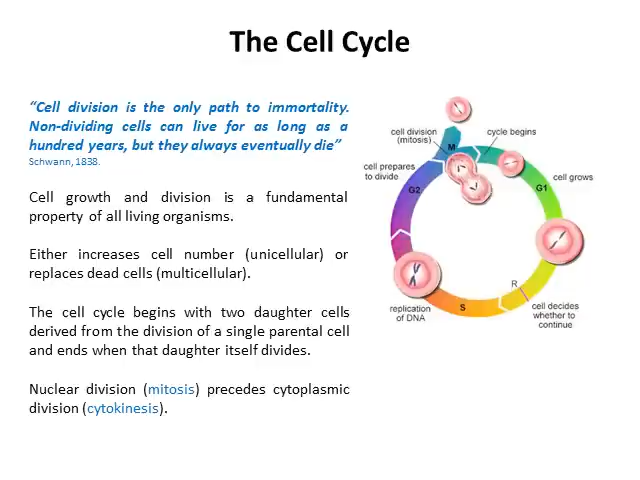 The Cell Cycle
“Cell division is the only path to immortality.
Non-dividing cells can live for as long as a
hundred years, but they always eventually die”
Schwann, 1838.
Cell growth and division is a fundamental
property of all living organisms.
Either increases cell number (unicellular) or
replaces dead cells (multicellular).
The cell cycle begins with two daughter cells
derived from the division of a single parental cell
and ends when that daughter itself divides.
Nuclear division (mitosis) precedes cytoplasmic
division (cytokinesis).
cell division
(mitosis)
M
cycle begins
cell prepares
to divide
G2
G1
cell grows
R
S
replication
of DNA
cell decides
whether to
continue